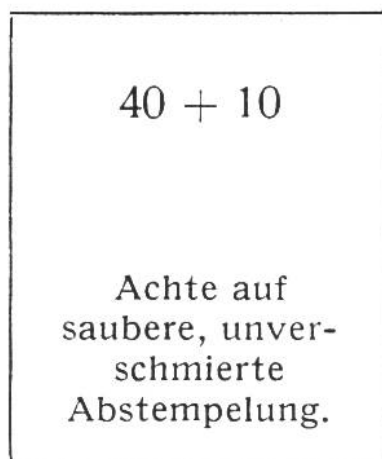 40 + 10
Achte auf
saubere, unver-
schmierte
Abstempelung.